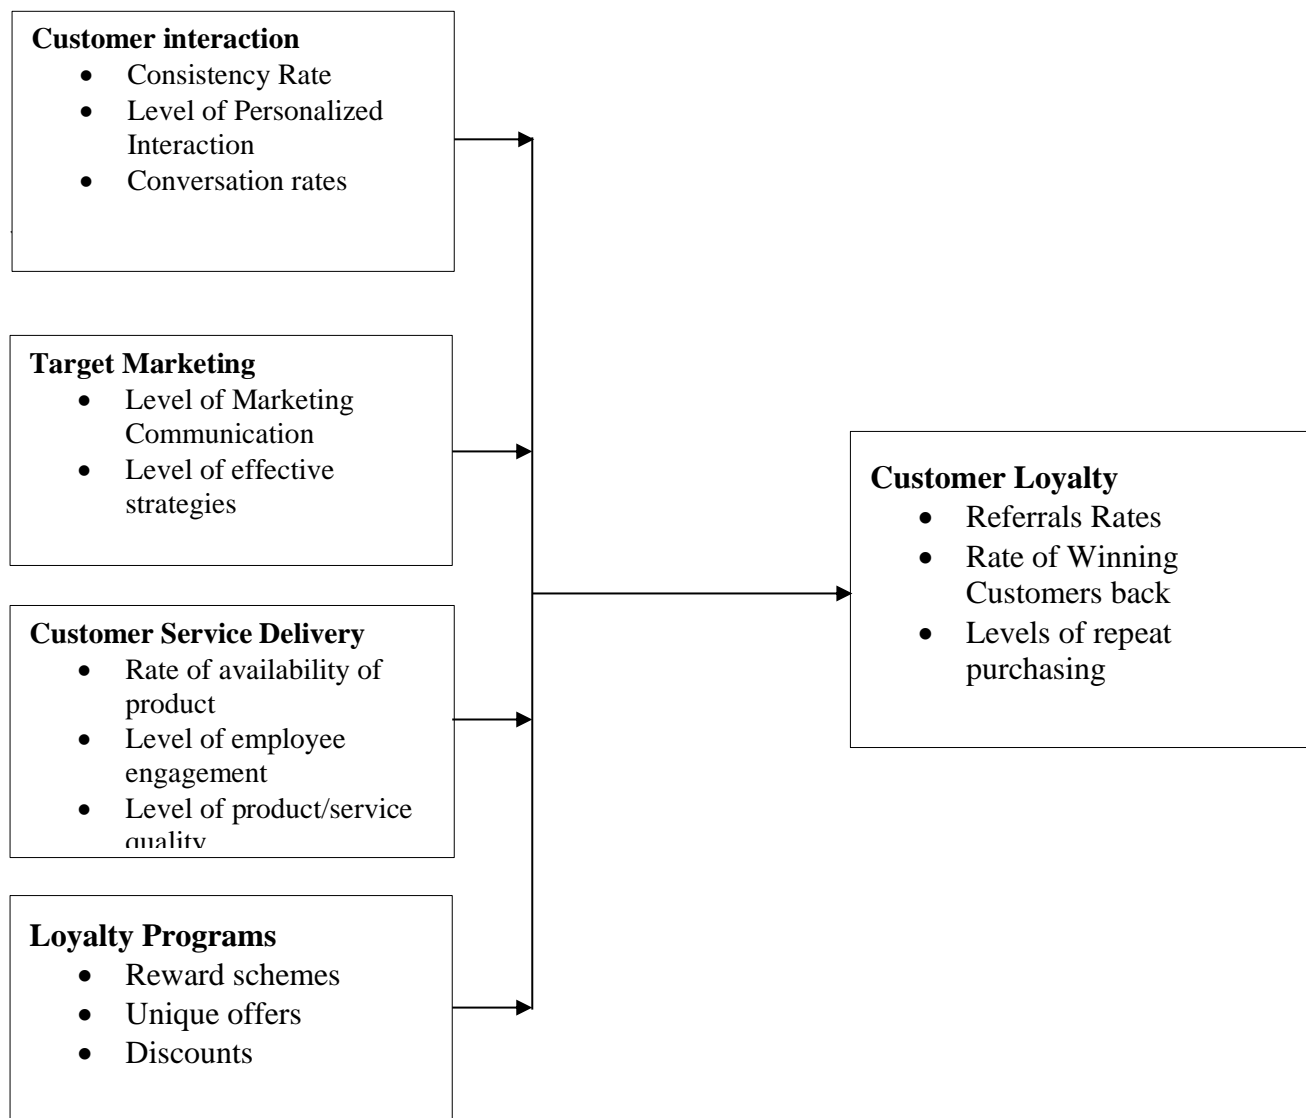 Customer interaction
• Consistency Rate
• Level of Personalized
Interaction
• Conversation rates
Target Marketing
• Level of Marketing
Communication
• Level of effective
strategies
Customer Service Delivery
• Rate of availability of
product
• Level of employee
engagement
• Level of product/service
quality
Loyalty Programs
• Reward schemes
• Unique offers
• Discounts
Customer Loyalty
• Referrals Rates
• Rate of Winning
Customers back
• Levels of repeat
purchasing